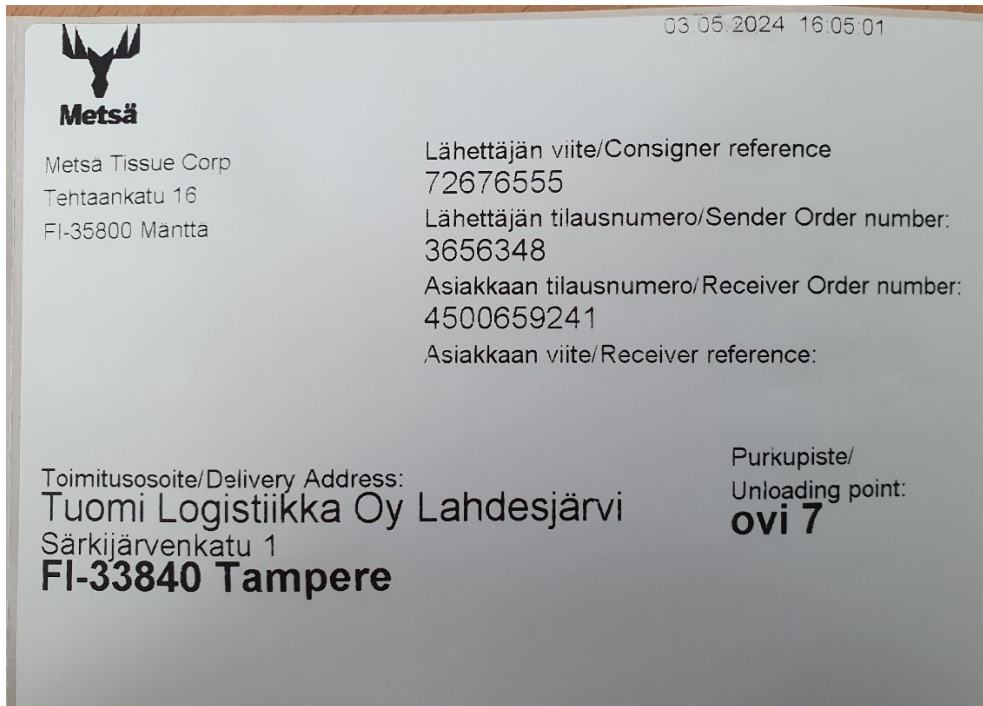 03.05.2024 16:05:01
Metsä
Metsä Tissue Corp
Tehtaankatu 16
FI-35800 Mänttä
Lähettäjän viite/Consigner reference
72676555
Lähettäjän tilausnumero/Sender Order number:
3656348
Asiakkaan tilausnumero/Receiver Order number:
4500659241
Asiakkaan viite/Receiver reference:
Toimitusosoite/Delivery Address:
Tuomi Logistiikka Oy Lahdesjärvi
Särkijärvenkatu 1
FI-33840 Tampere
Purkupiste/
Unloading point:
ovi 7